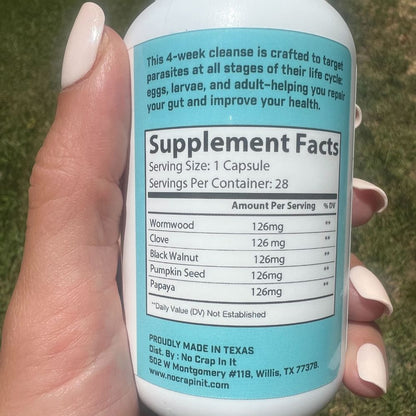 This 4-week cleanse is crafted to target
parasites at all stages of their life cycle:
eggs, larvae, and adult-helping you repair
your gut and improve your health.
Supplement Facts
Serving Size: 1 Capsule
Servings Per Container: 28
Amount Per Serving % DV
Wormwood 126mg **
Clove 126 mg **
Black Walnut 126mg **
Pumpkin Seed 126mg **
Papaya 126mg **
**Daily Value (DV) Not Established
PROUDLY MADE IN TEXAS
Dist. By : No Crap In It
502 W Montgomery #118, Willis, TX 77378.
www.nocrapinit.com